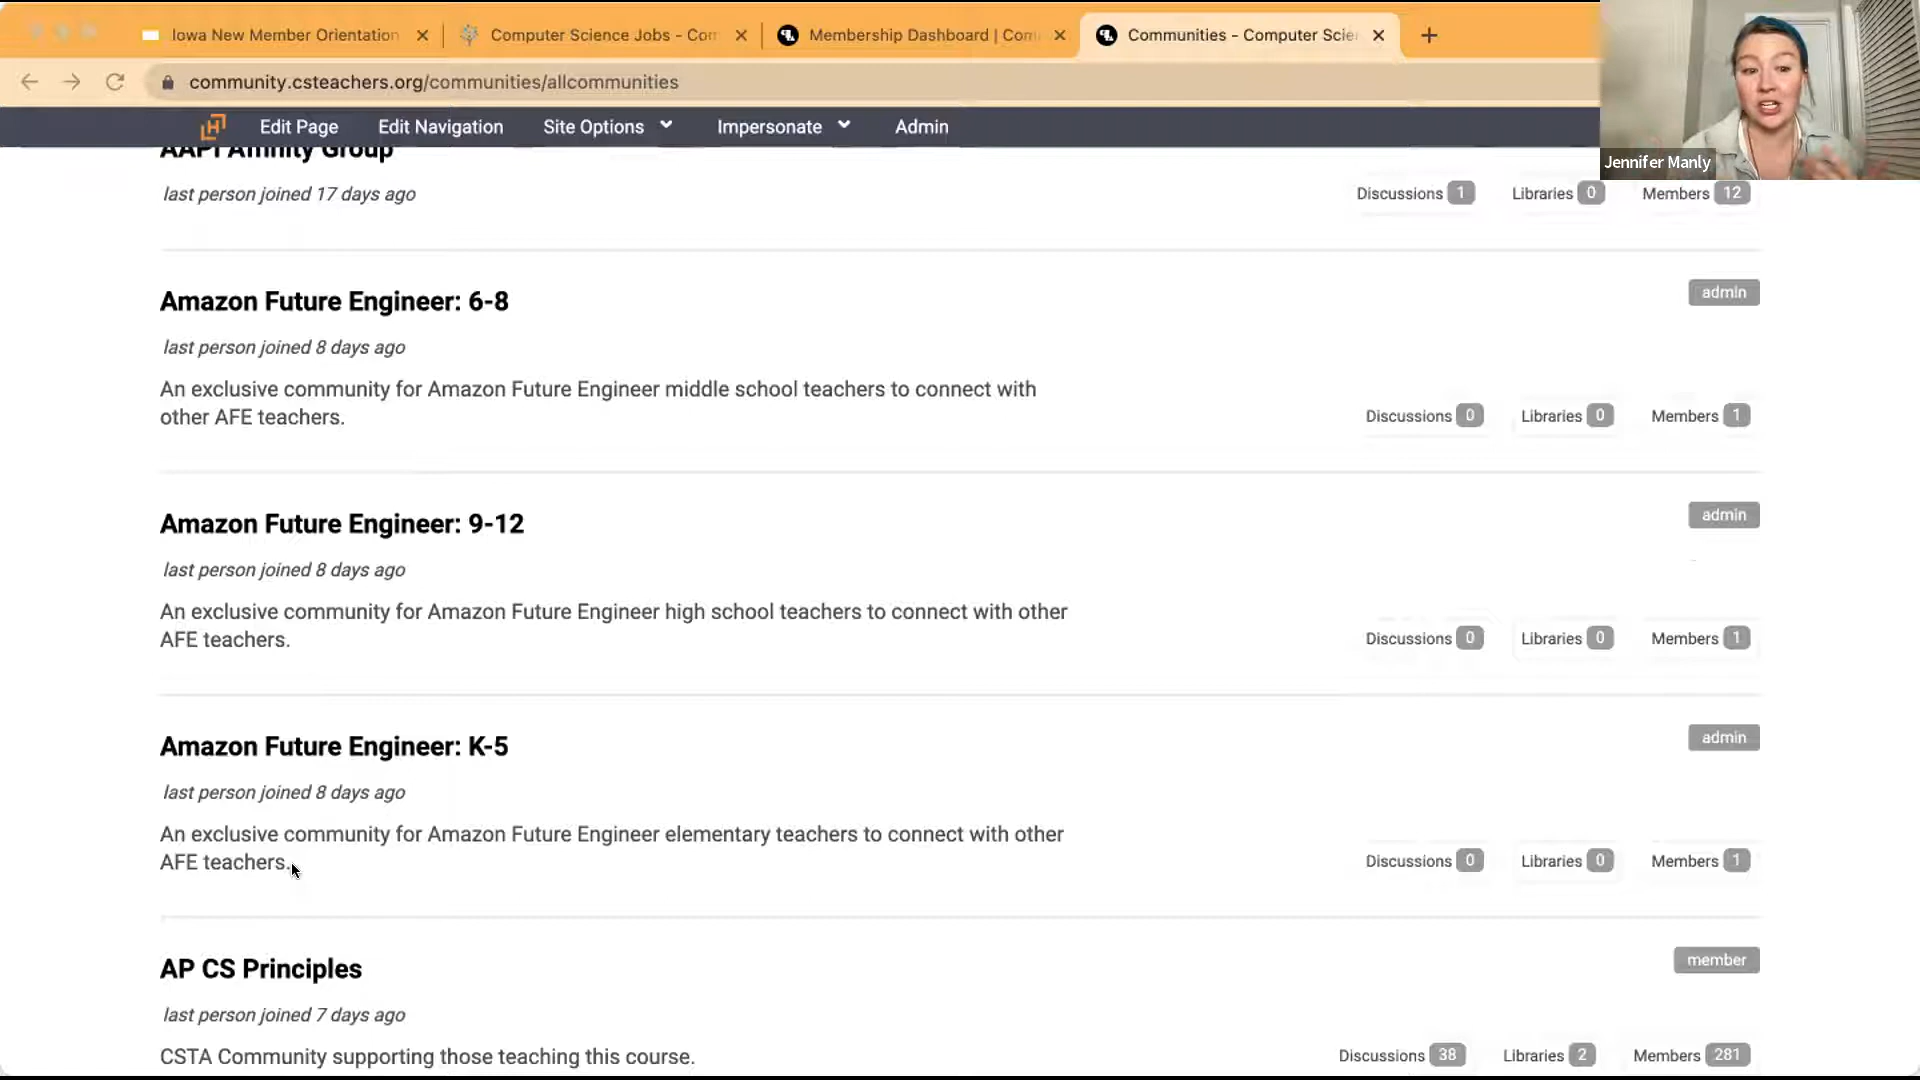 Iowa New Member Orientation
Computer Science Jobs - Com
Membership Dashboard | Com
Communities - Computer Scie
community.csteachers.org/communities/allcommunities
Edit Page Edit Navigation Site Options Impersonate Admin
Jennifer Manly
AAPI Affinity Group
last person joined 17 days ago
Discussions 1 Libraries 0 Members 12
Amazon Future Engineer: 6-8
admin
last person joined 8 days ago
An exclusive community for Amazon Future Engineer middle school teachers to connect with
other AFE teachers.
Discussions 0 Libraries 0 Members 1
Amazon Future Engineer: 9-12
admin
last person joined 8 days ago
An exclusive community for Amazon Future Engineer high school teachers to connect with other
AFE teachers.
Discussions 0 Libraries 0 Members 1
Amazon Future Engineer: K-5
admin
last person joined 8 days ago
An exclusive community for Amazon Future Engineer elementary teachers to connect with other
AFE teachers.
Discussions 0 Libraries 0 Members 1
AP CS Principles
member
last person joined 7 days ago
CSTA Community supporting those teaching this course.
Discussions 38 Libraries 2 Members 281